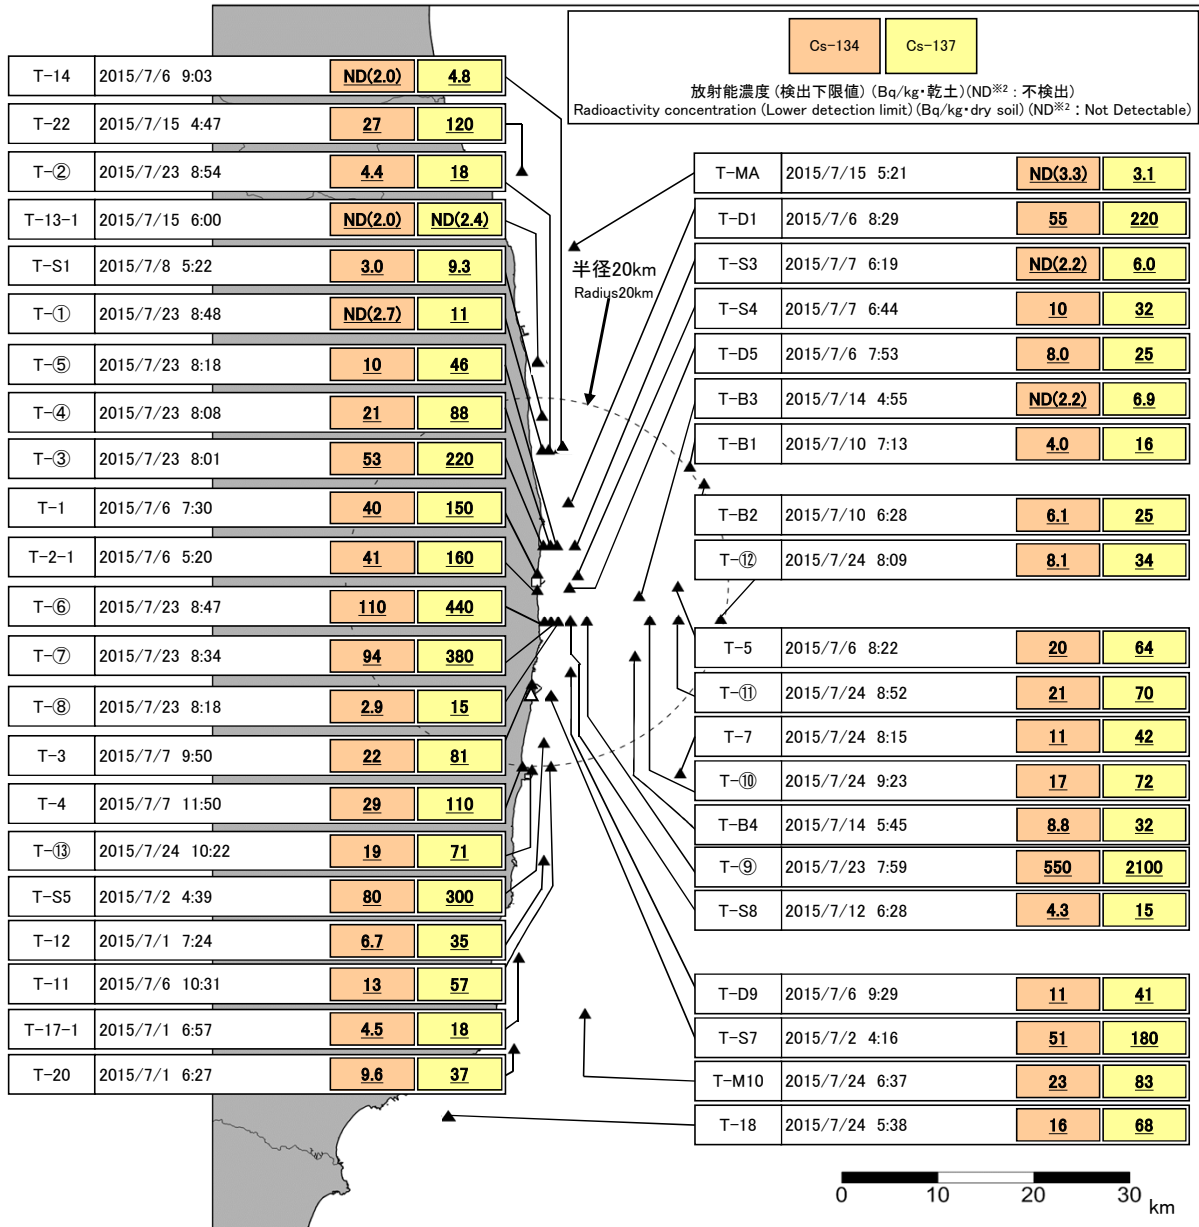 Cs-134 Cs-137
放射能濃度 (検出下限値) (Bq/kg・乾土)(ND※2 : 不検出)
Radioactivity concentration (Lower detection limit) (Bq/kg・dry soil) (ND※2 : Not Detectable)
T-14 2015/7/6 9:03 ND(2.0) 4.8
T-22 2015/7/15 4:47 27 120
T-② 2015/7/23 8:54 4.4 18
T-13-1 2015/7/15 6:00 ND(2.0) ND(2.4)
T-S1 2015/7/8 5:22 3.0 9.3
T-① 2015/7/23 8:48 ND(2.7) 11
T-⑤ 2015/7/23 8:18 10 46
T-④ 2015/7/23 8:08 21 88
T-③ 2015/7/23 8:01 53 220
T-1 2015/7/6 7:30 40 150
T-2-1 2015/7/6 5:20 41 160
T-⑥ 2015/7/23 8:47 110 440
T-⑦ 2015/7/23 8:34 94 380
T-⑧ 2015/7/23 8:18 2.9 15
T-3 2015/7/7 9:50 22 81
T-4 2015/7/7 11:50 29 110
T-⑬ 2015/7/24 10:22 19 71
T-S5 2015/7/2 4:39 80 300
T-12 2015/7/1 7:24 6.7 35
T-11 2015/7/6 10:31 13 57
T-17-1 2015/7/1 6:57 4.5 18
T-20 2015/7/1 6:27 9.6 37
半径20km
Radius20km
T-MA 2015/7/15 5:21 ND(3.3) 3.1
T-D1 2015/7/6 8:29 55 220
T-S3 2015/7/7 6:19 ND(2.2) 6.0
T-S4 2015/7/7 6:44 10 32
T-D5 2015/7/6 7:53 8.0 25
T-B3 2015/7/14 4:55 ND(2.2) 6.9
T-B1 2015/7/10 7:13 4.0 16
T-B2 2015/7/10 6:28 6.1 25
T-⑫ 2015/7/24 8:09 8.1 34
T-5 2015/7/6 8:22 20 64
T-⑪ 2015/7/24 8:52 21 70
T-7 2015/7/24 8:15 11 42
T-⑩ 2015/7/24 9:23 17 72
T-B4 2015/7/14 5:45 8.8 32
T-⑨ 2015/7/23 7:59 550 2100
T-S8 2015/7/12 6:28 4.3 15
T-D9 2015/7/6 9:29 11 41
T-S7 2015/7/2 4:16 51 180
T-M10 2015/7/24 6:37 23 83
T-18 2015/7/24 5:38 16 68
0 10 20 30 km